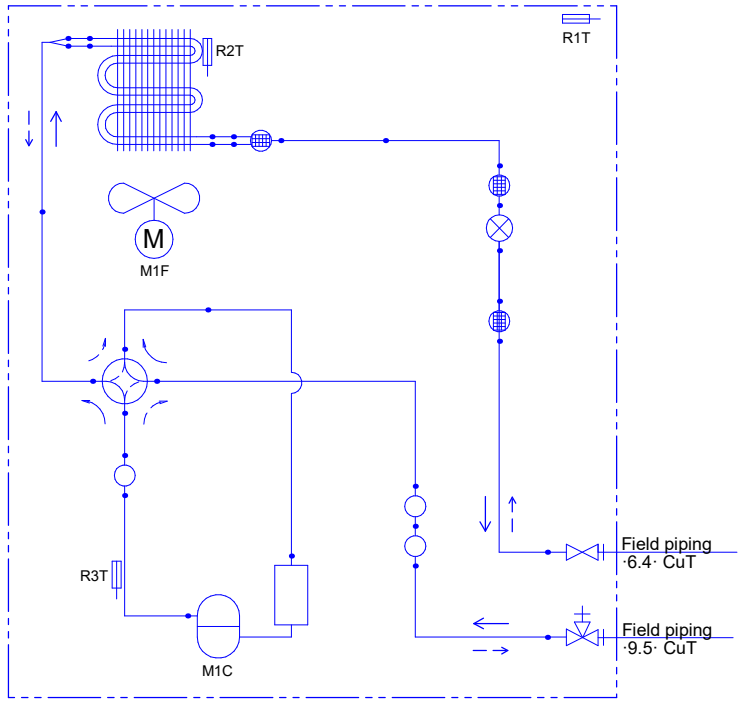 R1T
R2T
M
M1F
Field piping
·6.4· CuT
R3T
Field piping
·9.5· CuT
M1C